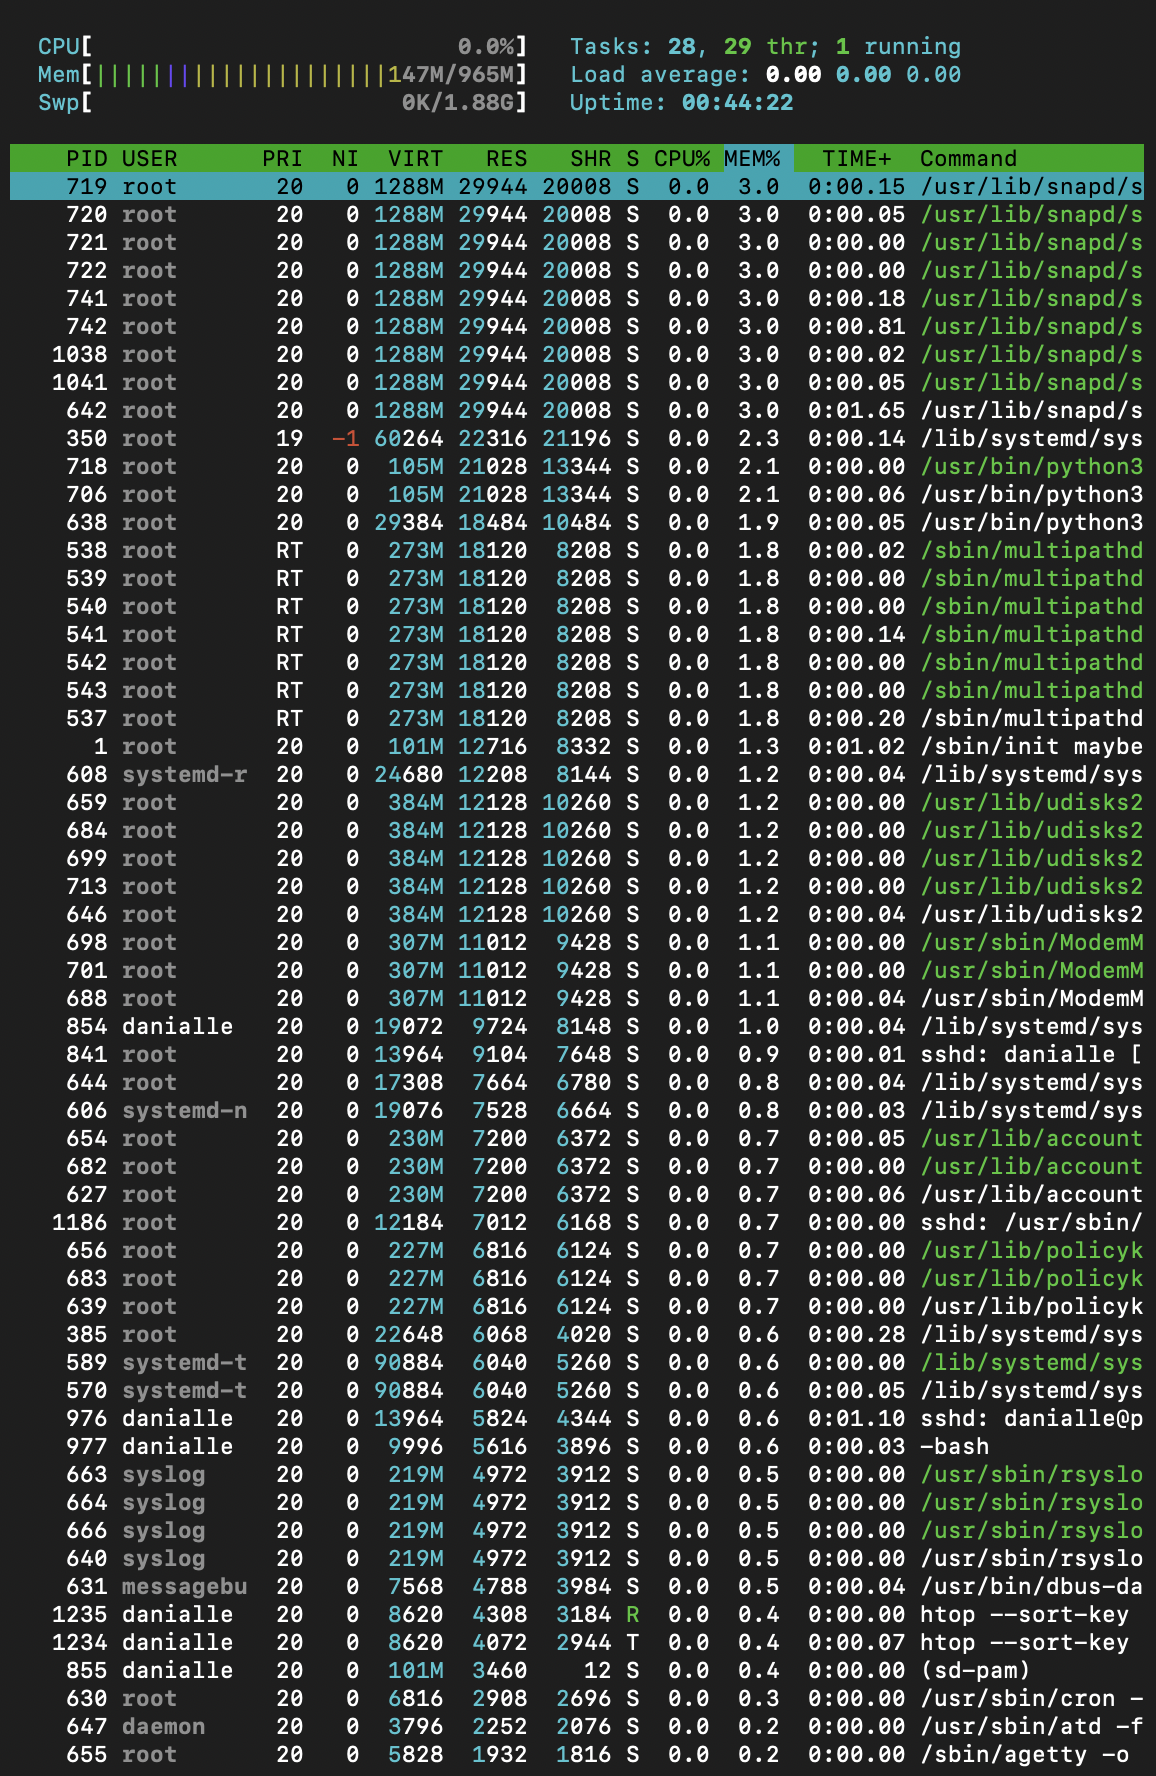 CPU[ 0.0%] Tasks: 28, 29 thr; 1 running
Mem[|||||||||||||||||||||147M/965M] Load average: 0.00 0.00 0.00
Swp[ 0K/1.88G] Uptime: 00:44:22
PID USER PRI NI VIRT RES SHR S CPU% MEM% TIME+ Command
719 root 20 0 1288M 29944 20008 S 0.0 3.0 0:00.15 /usr/lib/snapd/s
720 root 20 0 1288M 29944 20008 S 0.0 3.0 0:00.05 /usr/lib/snapd/s
721 root 20 0 1288M 29944 20008 S 0.0 3.0 0:00.00 /usr/lib/snapd/s
722 root 20 0 1288M 29944 20008 S 0.0 3.0 0:00.00 /usr/lib/snapd/s
741 root 20 0 1288M 29944 20008 S 0.0 3.0 0:00.18 /usr/lib/snapd/s
742 root 20 0 1288M 29944 20008 S 0.0 3.0 0:00.81 /usr/lib/snapd/s
1038 root 20 0 1288M 29944 20008 S 0.0 3.0 0:00.02 /usr/lib/snapd/s
1041 root 20 0 1288M 29944 20008 S 0.0 3.0 0:00.05 /usr/lib/snapd/s
642 root 20 0 1288M 29944 20008 S 0.0 3.0 0:01.65 /usr/lib/snapd/s
350 root 19 -1 60264 22316 21196 S 0.0 2.3 0:00.14 /lib/systemd/sys
718 root 20 0 105M 21028 13344 S 0.0 2.1 0:00.00 /usr/bin/python3
706 root 20 0 105M 21028 13344 S 0.0 2.1 0:00.06 /usr/bin/python3
638 root 20 0 29384 18484 10484 S 0.0 1.9 0:00.05 /usr/bin/python3
538 root RT 0 273M 18120 8208 S 0.0 1.8 0:00.02 /sbin/multipathd
539 root RT 0 273M 18120 8208 S 0.0 1.8 0:00.00 /sbin/multipathd
540 root RT 0 273M 18120 8208 S 0.0 1.8 0:00.00 /sbin/multipathd
541 root RT 0 273M 18120 8208 S 0.0 1.8 0:00.14 /sbin/multipathd
542 root RT 0 273M 18120 8208 S 0.0 1.8 0:00.00 /sbin/multipathd
543 root RT 0 273M 18120 8208 S 0.0 1.8 0:00.00 /sbin/multipathd
537 root RT 0 273M 18120 8208 S 0.0 1.8 0:00.20 /sbin/multipathd
1 root 20 0 101M 12716 8332 S 0.0 1.3 0:01.02 /sbin/init maybe
608 systemd-r 20 0 24680 12208 8144 S 0.0 1.2 0:00.04 /lib/systemd/sys
659 root 20 0 384M 12128 10260 S 0.0 1.2 0:00.00 /usr/lib/udisks2
684 root 20 0 384M 12128 10260 S 0.0 1.2 0:00.00 /usr/lib/udisks2
699 root 20 0 384M 12128 10260 S 0.0 1.2 0:00.00 /usr/lib/udisks2
713 root 20 0 384M 12128 10260 S 0.0 1.2 0:00.00 /usr/lib/udisks2
646 root 20 0 384M 12128 10260 S 0.0 1.2 0:00.04 /usr/lib/udisks2
698 root 20 0 307M 11012 9428 S 0.0 1.1 0:00.00 /usr/sbin/ModemM
701 root 20 0 307M 11012 9428 S 0.0 1.1 0:00.00 /usr/sbin/ModemM
688 root 20 0 307M 11012 9428 S 0.0 1.1 0:00.04 /usr/sbin/ModemM
854 danialle 20 0 19072 9724 8148 S 0.0 1.0 0:00.04 /lib/systemd/sys
841 root 20 0 13964 9104 7648 S 0.0 0.9 0:00.01 sshd: danialle [
644 root 20 0 17308 7664 6780 S 0.0 0.8 0:00.04 /lib/systemd/sys
606 systemd-n 20 0 19076 7528 6664 S 0.0 0.8 0:00.03 /lib/systemd/sys
654 root 20 0 230M 7200 6372 S 0.0 0.7 0:00.05 /usr/lib/account
682 root 20 0 230M 7200 6372 S 0.0 0.7 0:00.00 /usr/lib/account
627 root 20 0 230M 7200 6372 S 0.0 0.7 0:00.06 /usr/lib/account
1186 root 20 0 12184 7012 6168 S 0.0 0.7 0:00.00 sshd: /usr/sbin/
656 root 20 0 227M 6816 6124 S 0.0 0.7 0:00.00 /usr/lib/policyk
683 root 20 0 227M 6816 6124 S 0.0 0.7 0:00.00 /usr/lib/policyk
639 root 20 0 227M 6816 6124 S 0.0 0.7 0:00.00 /usr/lib/policyk
385 root 20 0 22648 6068 4020 S 0.0 0.6 0:00.28 /lib/systemd/sys
589 systemd-t 20 0 90884 6040 5260 S 0.0 0.6 0:00.00 /lib/systemd/sys
570 systemd-t 20 0 90884 6040 5260 S 0.0 0.6 0:00.05 /lib/systemd/sys
976 danialle 20 0 13964 5824 4344 S 0.0 0.6 0:01.10 sshd: danialle@p
977 danialle 20 0 9996 5616 3896 S 0.0 0.6 0:00.03 -bash
663 syslog 20 0 219M 4972 3912 S 0.0 0.5 0:00.00 /usr/sbin/rsyslo
664 syslog 20 0 219M 4972 3912 S 0.0 0.5 0:00.00 /usr/sbin/rsyslo
666 syslog 20 0 219M 4972 3912 S 0.0 0.5 0:00.00 /usr/sbin/rsyslo
640 syslog 20 0 219M 4972 3912 S 0.0 0.5 0:00.00 /usr/sbin/rsyslo
631 messagebu 20 0 7568 4788 3984 S 0.0 0.5 0:00.04 /usr/bin/dbus-da
1235 danialle 20 0 8620 4308 3184 R 0.0 0.4 0:00.00 htop --sort-key
1234 danialle 20 0 8620 4072 2944 T 0.0 0.4 0:00.07 htop --sort-key
855 danialle 20 0 101M 3460 12 S 0.0 0.4 0:00.00 (sd-pam)
630 root 20 0 6816 2908 2696 S 0.0 0.3 0:00.00 /usr/sbin/cron -
647 daemon 20 0 3796 2252 2076 S 0.0 0.2 0:00.00 /usr/sbin/atd -f
655 root 20 0 5828 1932 1816 S 0.0 0.2 0:00.00 /sbin/agetty -o